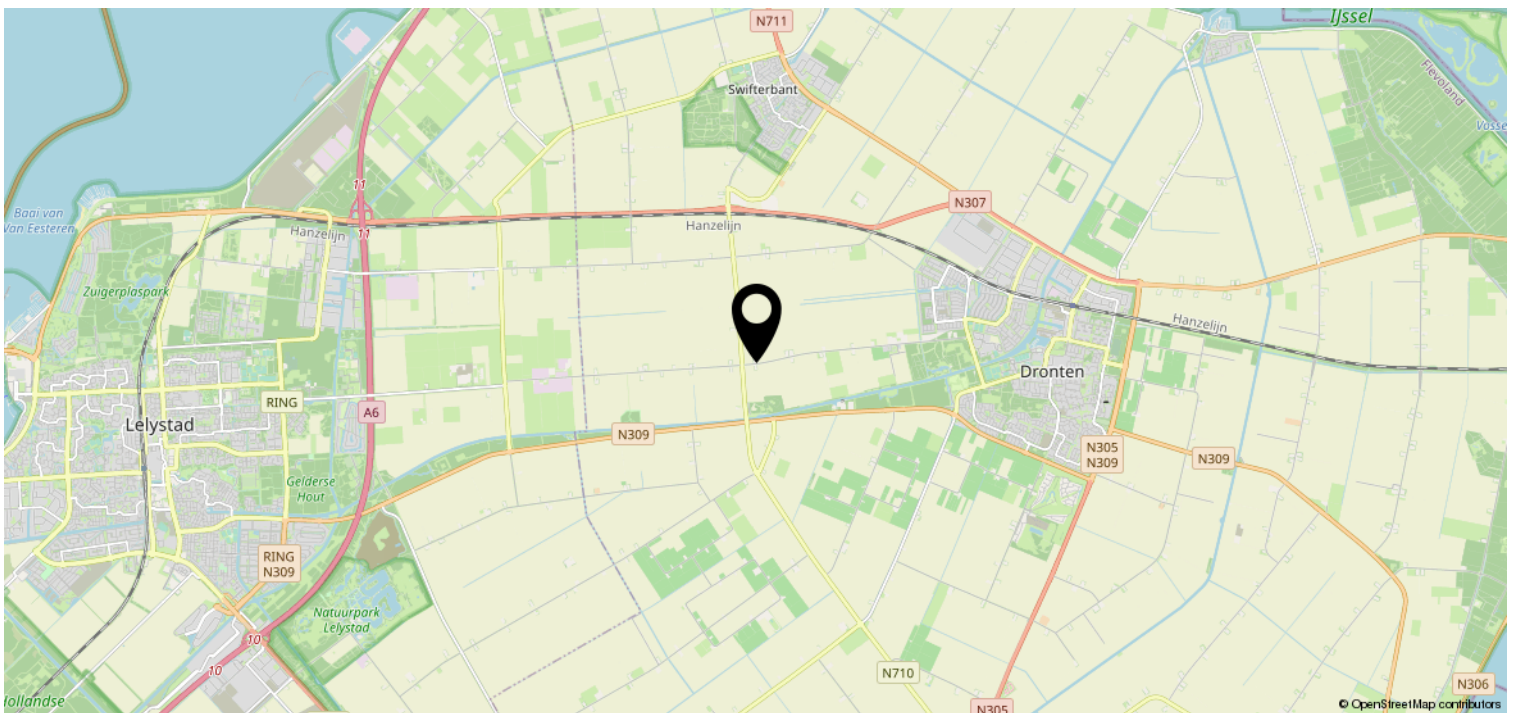 IJssel
N711
Swifterbant
Flevoland
Vosse
11
N307
Baai van
Van Eesteren
Hanzelijn
11
Hanzelijn
Zuigerplaspark
Hanzelijn
Dronten
RING
A6
Lelystad
N309
N305
N309
N309
Gelderse
Hout
RING
N309
Natuurpark
Lelystad
10
10
N710
N306
Hollandse
N305
© OpenStreetMap contributors